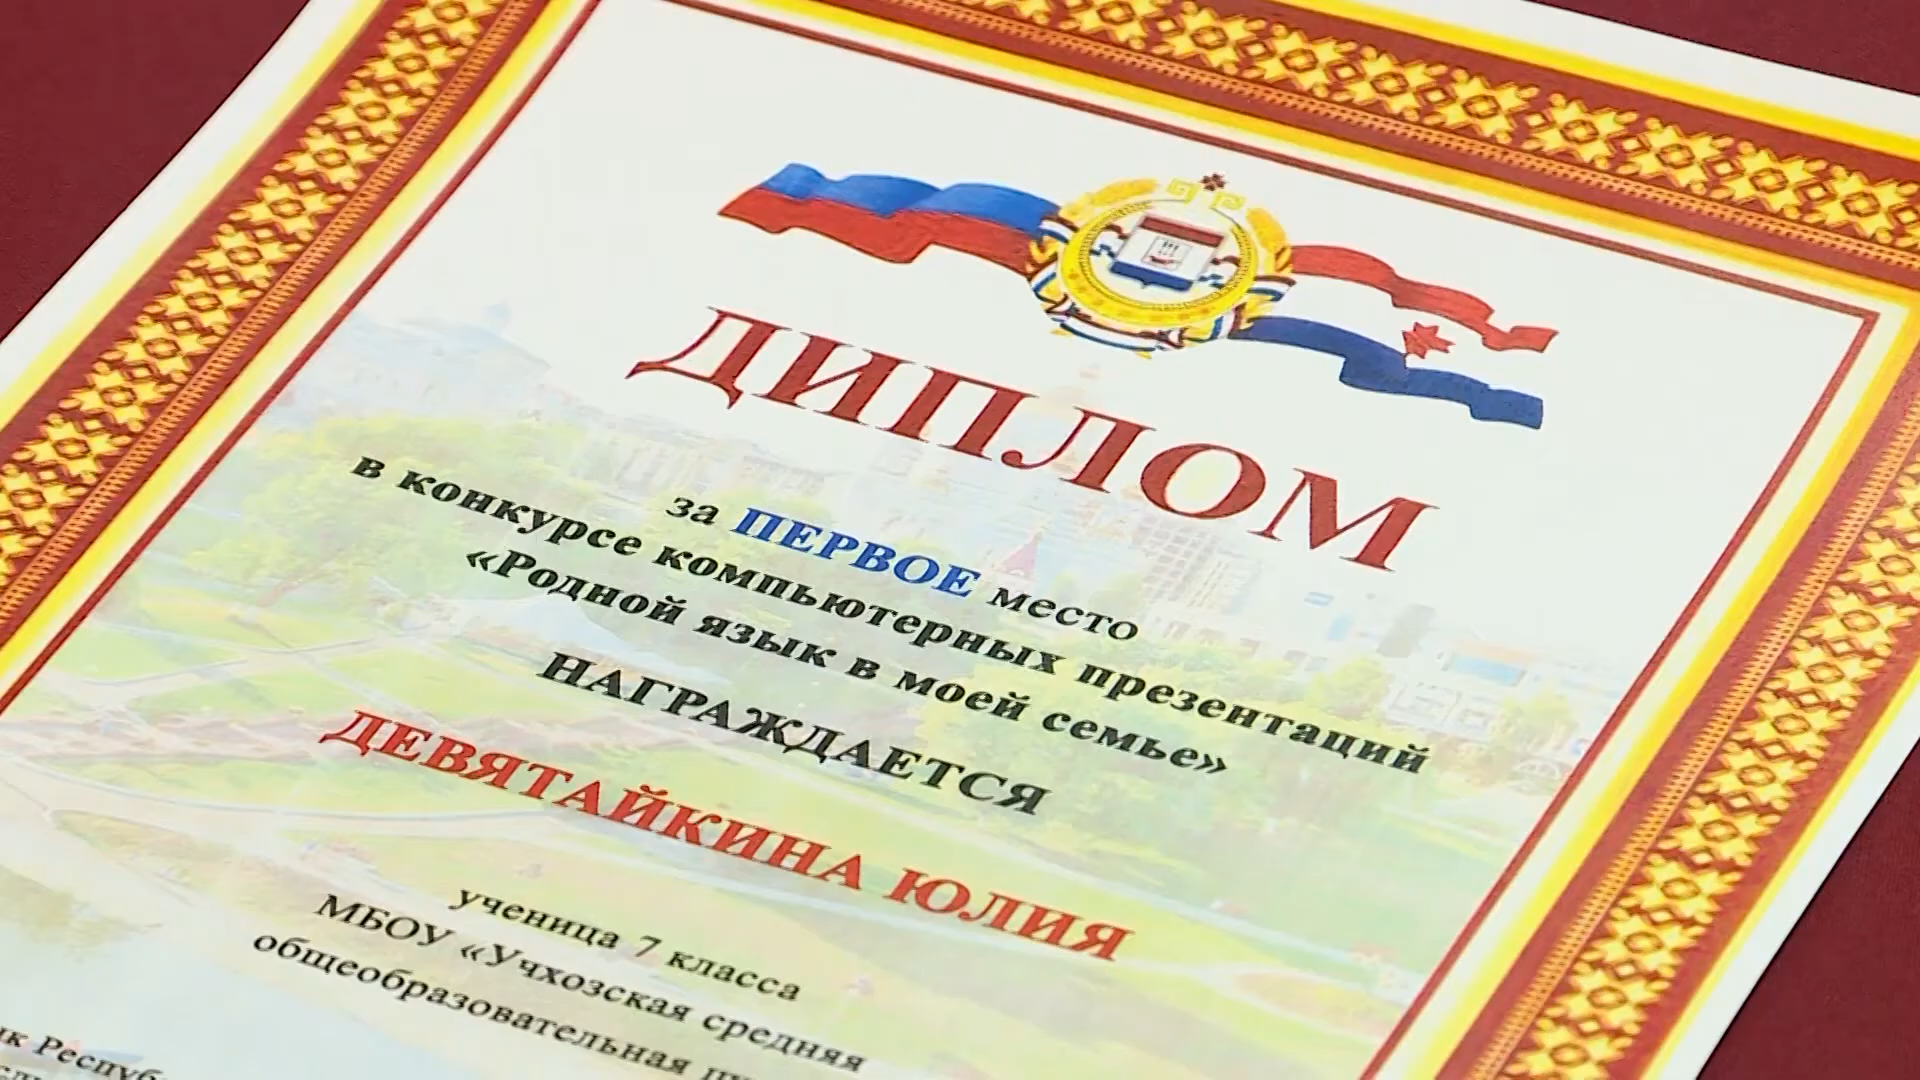 ДИПЛОМ
за ПЕРВОЕ место
в конкурсе компьютерных презентаций
«Родной язык в моей семье»
НАГРАЖДАЕТСЯ
ДЕВЯТАЙКИНА ЮЛИЯ
ученица 7 класса
МБОУ «Учхозская средняя
общеобразовательная